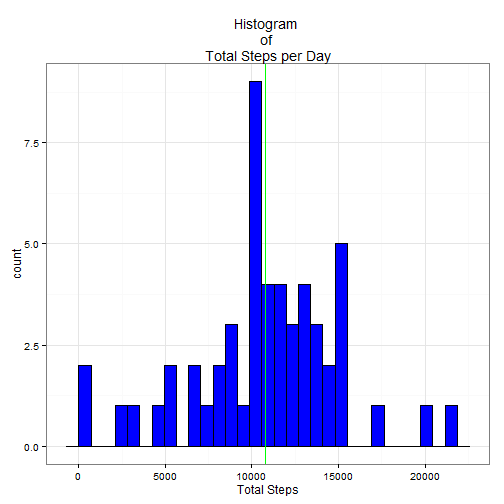 Histogram
of
Total Steps per Day
count
7.5
5.0
2.5
0.0
0 5000 10000 15000 20000
Total Steps